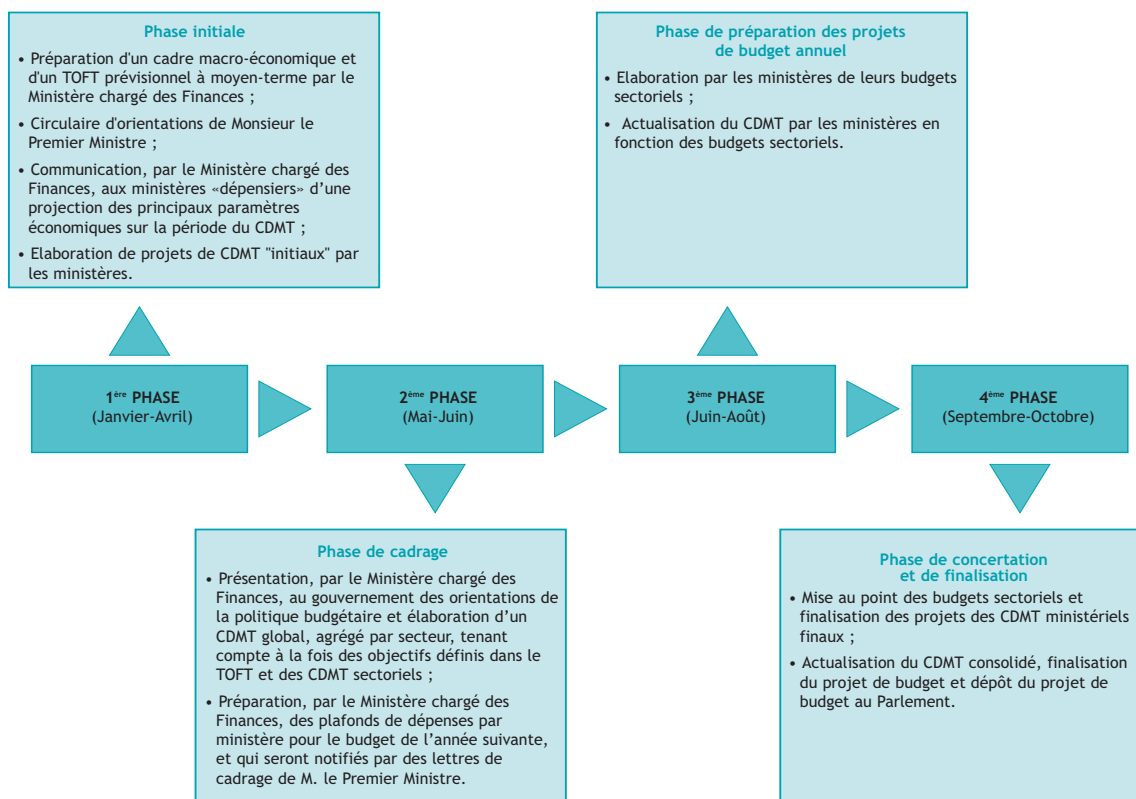 Phase initiale
• Préparation d'un cadre macro-économique et
d'un TOFT prévisionnel à moyen-terme par le
Ministère chargé des Finances ;
• Circulaire d'orientations de Monsieur le
Premier Ministre ;
• Communication, par le Ministère chargé des
Finances, aux ministères «dépensiers» d’une
projection des principaux paramètres
économiques sur la période du CDMT ;
• Elaboration de projets de CDMT "initiaux" par
les ministères.
Phase de préparation des projets
de budget annuel
• Elaboration par les ministères de leurs budgets
sectoriels ;
• Actualisation du CDMT par les ministères en
fonction des budgets sectoriels.
1ère PHASE
(Janvier-Avril)
2ème PHASE
(Mai-Juin)
3ème PHASE
(Juin-Août)
4ème PHASE
(Septembre-Octobre)
Phase de cadrage
• Présentation, par le Ministère chargé des
Finances, au gouvernement des orientations de
la politique budgétaire et élaboration d’un
CDMT global, agrégé par secteur, tenant
compte à la fois des objectifs définis dans le
TOFT et des CDMT sectoriels ;
• Préparation, par le Ministère chargé des
Finances, des plafonds de dépenses par
ministère pour le budget de l’année suivante,
et qui seront notifiés par des lettres de
cadrage de M. le Premier Ministre.
Phase de concertation
et de finalisation
• Mise au point des budgets sectoriels et
finalisation des projets des CDMT ministériels
finaux ;
• Actualisation du CDMT consolidé, finalisation
du projet de budget et dépôt du projet de
budget au Parlement.